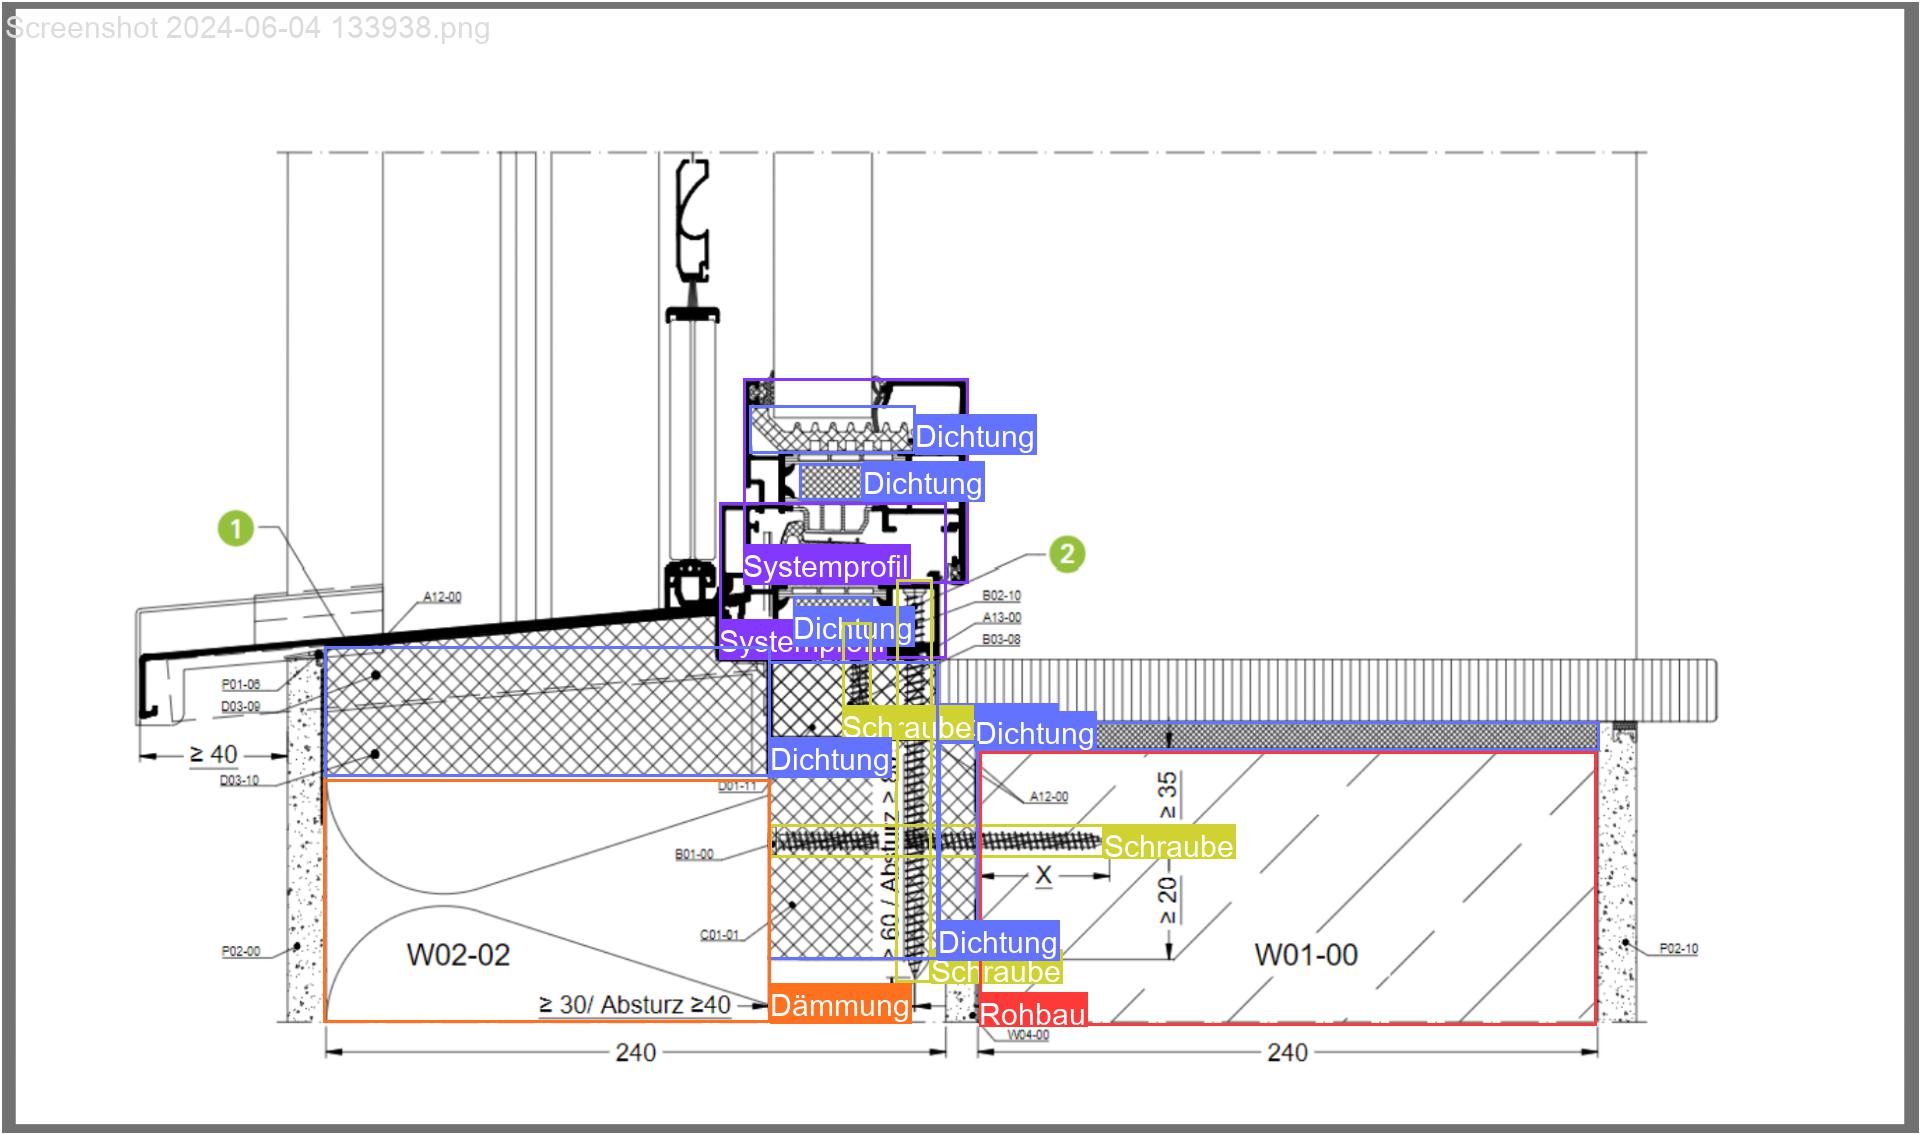 Screenshot 2024-06-04 133938.png
Dichtung
Dichtung
1
2
Systemprofil
A12-00
B02-10
A13-00
B03-08
Dichtung
Systemprofil
P01-06
D03-09
Schraube
Dichtung
≥ 40
Dichtung
D03-10
D01-11
A12-00
≥ 35
Schraube
B01-00
X
≥ 20
≥ 60 / Absturz ≥ 80
C01-01
P02-00
W02-02
Dichtung
W01-00
P02-10
Schraube
≥ 30/ Absturz ≥40
Dämmung
Rohbau
W04-00
240
240